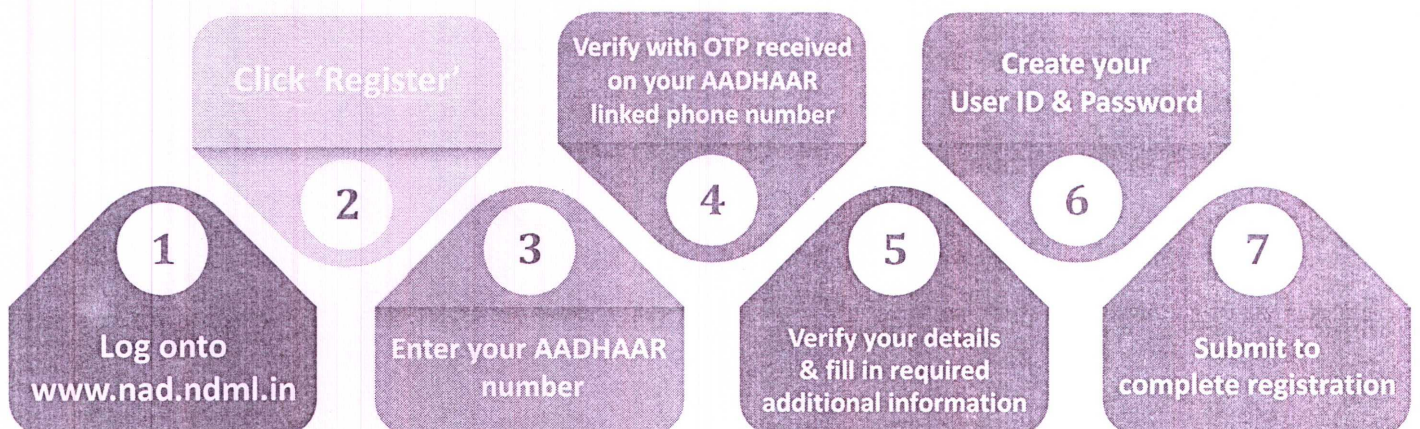 1
Log onto
www.nad.ndml.in
Click 'Register'
2
3
Enter your AADHAAR
number
Verify with OTP received
on your AADHAAR
linked phone number
4
5
Verify your details
& fill in required
additional information
Create your
User ID & Password
6
7
Submit to
complete registration